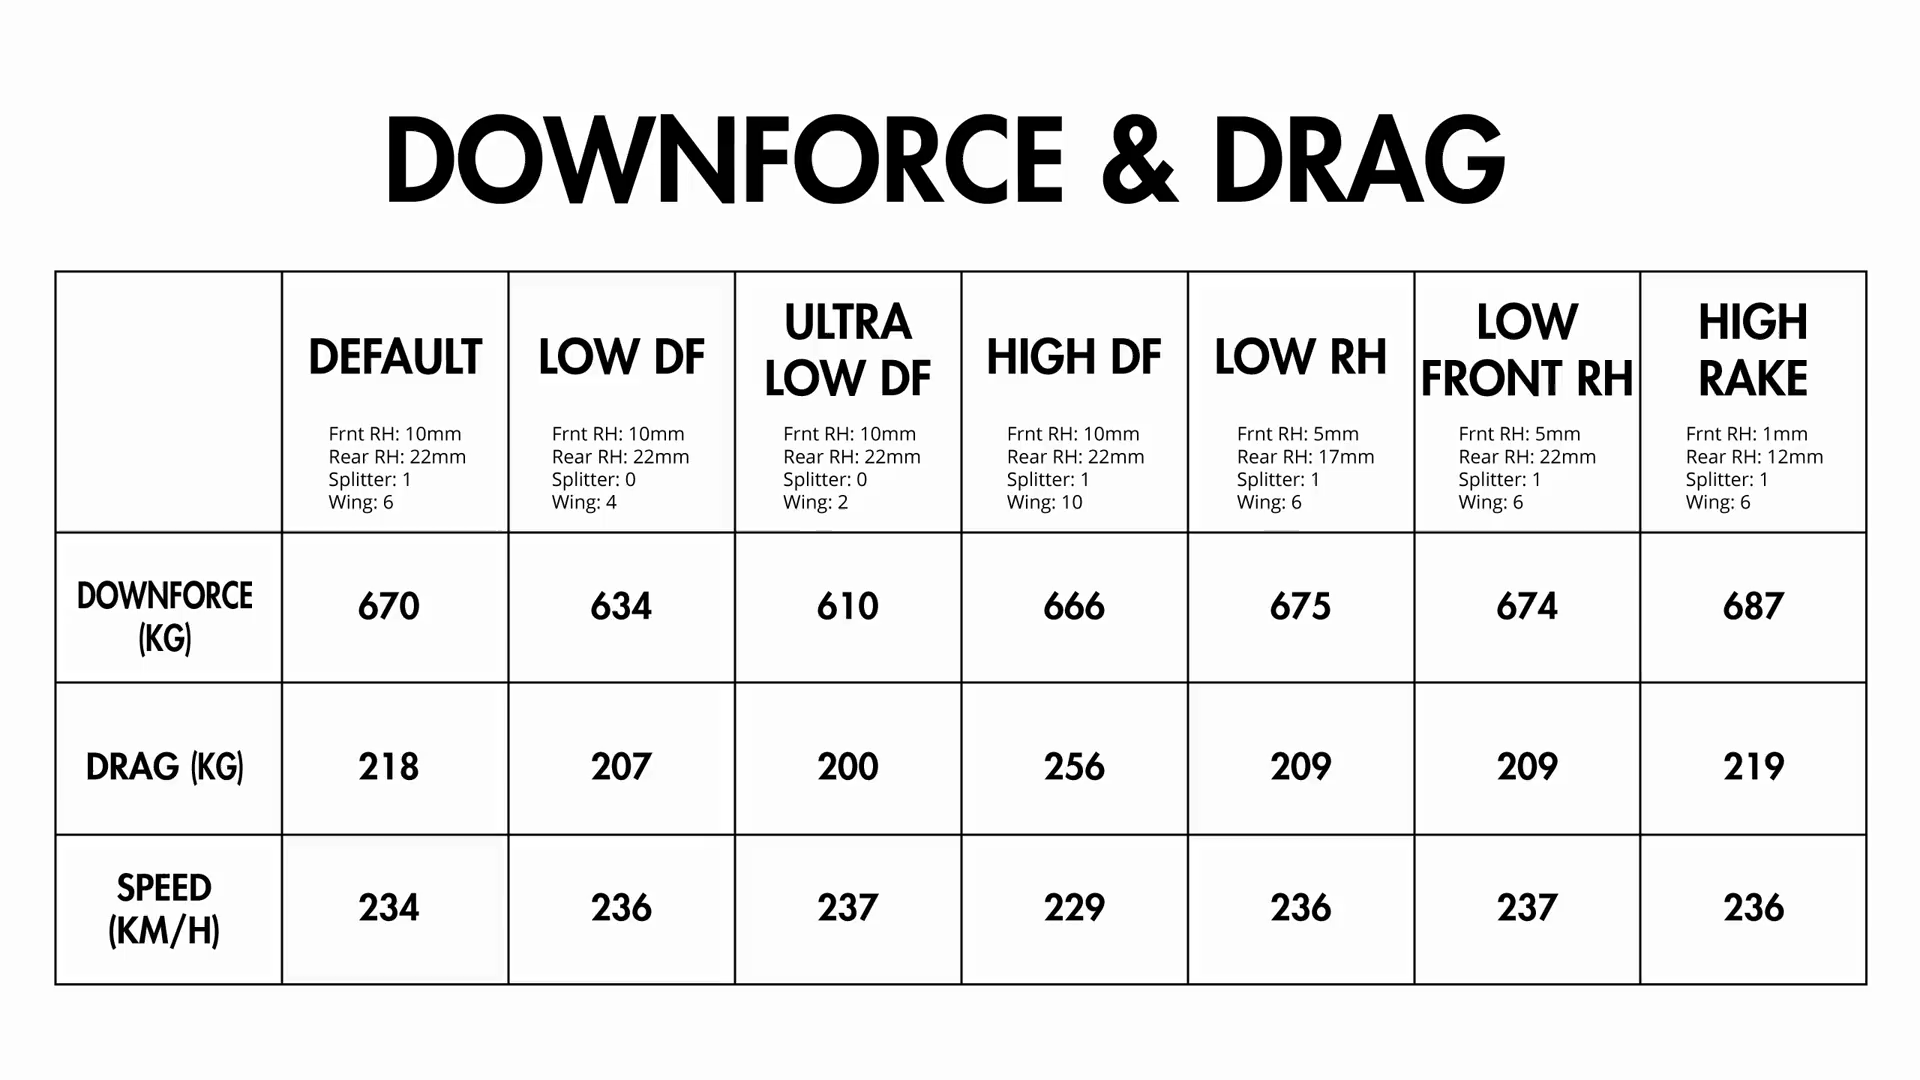 DOWNFORCE & DRAG
DEFAULT
Frnt RH: 10mm
Rear RH: 22mm
Splitter: 1
Wing: 6
LOW DF
Frnt RH: 10mm
Rear RH: 22mm
Splitter: 0
Wing: 4
ULTRA
LOW DF
Frnt RH: 10mm
Rear RH: 22mm
Splitter: 0
Wing: 2
HIGH DF
Frnt RH: 10mm
Rear RH: 22mm
Splitter: 1
Wing: 10
LOW RH
Frnt RH: 5mm
Rear RH: 17mm
Splitter: 1
Wing: 6
LOW
FRONT RH
Frnt RH: 5mm
Rear RH: 22mm
Splitter: 1
Wing: 6
HIGH
RAKE
Frnt RH: 1mm
Rear RH: 12mm
Splitter: 1
Wing: 6
DOWNFORCE
(KG)
670
634
610
666
675
674
687
DRAG (KG)
218
207
200
256
209
209
219
SPEED
(KM/H)
234
236
237
229
236
237
236